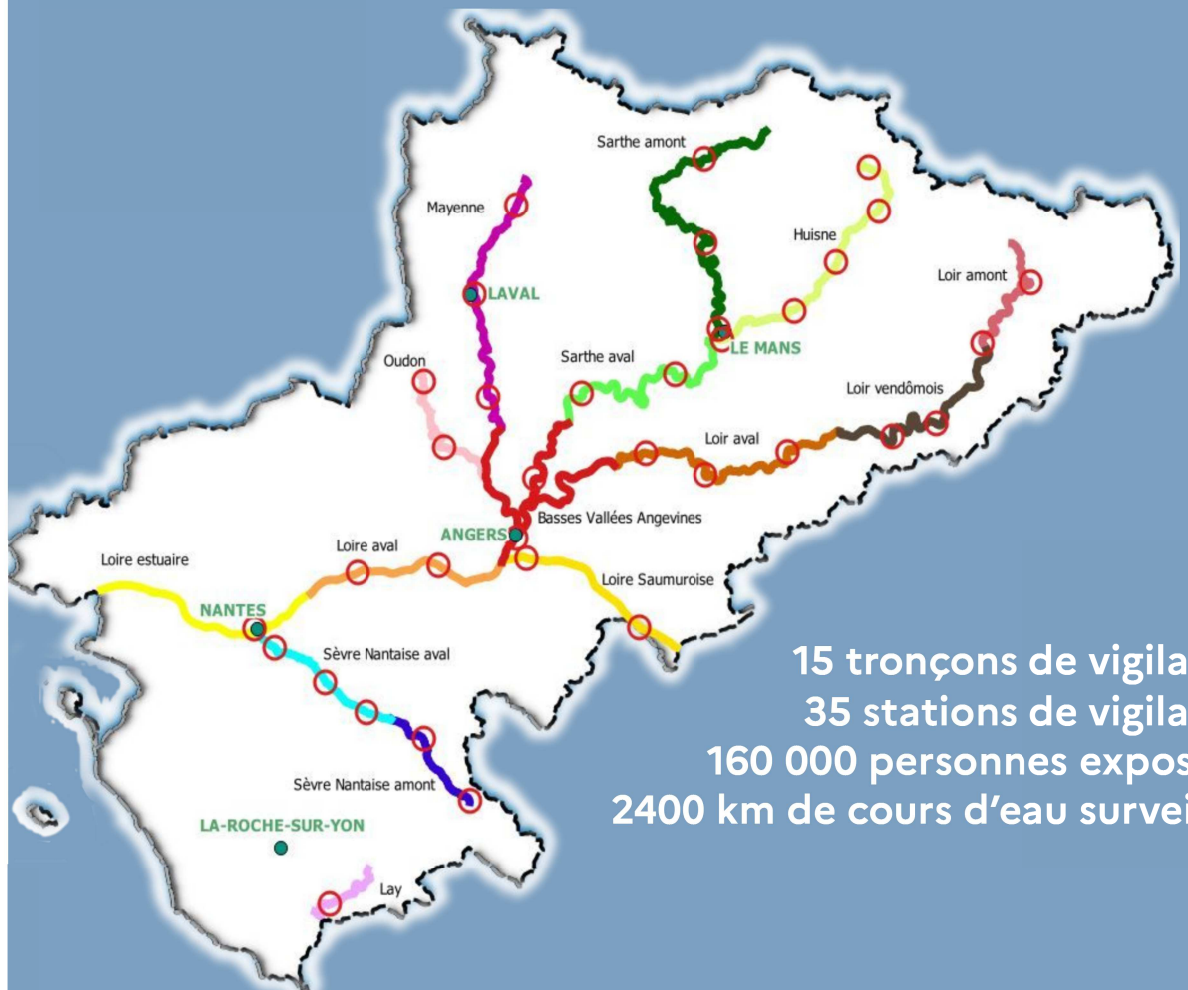 Sarthe amont
Mayenne
Huisne
Loir amont
LAVAL
LE MANS
Sarthe aval
Oudon
Loir vendômois
Loir aval
Basses Vallées Angevines
ANGERS
Loire aval
Loire estuaire
Loire Saumuroise
NANTES
Sèvre Nantaise aval
15 tronçons de vigila
35 stations de vigila
160 000 personnes expos
2400 km de cours d'eau survei
Sèvre Nantaise amont
LA-ROCHE-SUR-YON
Lay